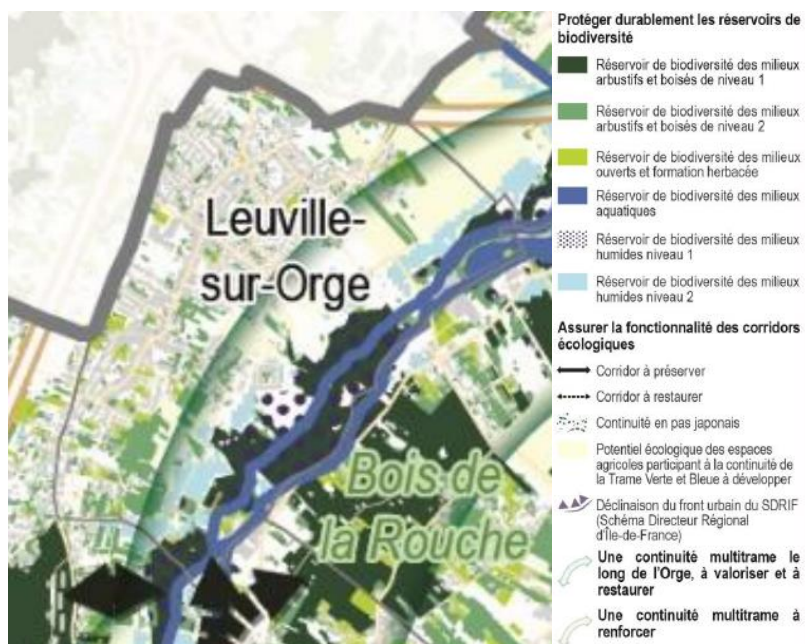 Leuville-
sur-Orge
Bois de
la Rouche
Protéger durablement les réservoirs de
biodiversité
Réservoir de biodiversité des milieux
arbustifs et boisés de niveau 1
Réservoir de biodiversité des milieux
arbustifs et boisés de niveau 2
Réservoir de biodiversité des milieux
ouverts et formation herbacée
Réservoir de biodiversité des milieux
aquatiques
Réservoir de biodiversité des milieux
humides niveau 1
Réservoir de biodiversité des milieux
humides niveau 2
Assurer la fonctionnalité des corridors
écologiques
Corridor à préserver
Corridor à restaurer
Continuité en pas japonais
Potentiel écologique des espaces
agricoles participant à la continuité de
la Trame Verte et Bleue à développer
Déclinaison du front urbain du SDRIF
(Schéma Directeur Régional
d'Île-de-France)
Une continuité multitrame le
long de l'Orge, à valoriser et à
restaurer
Une continuité multitrame à
renforcer